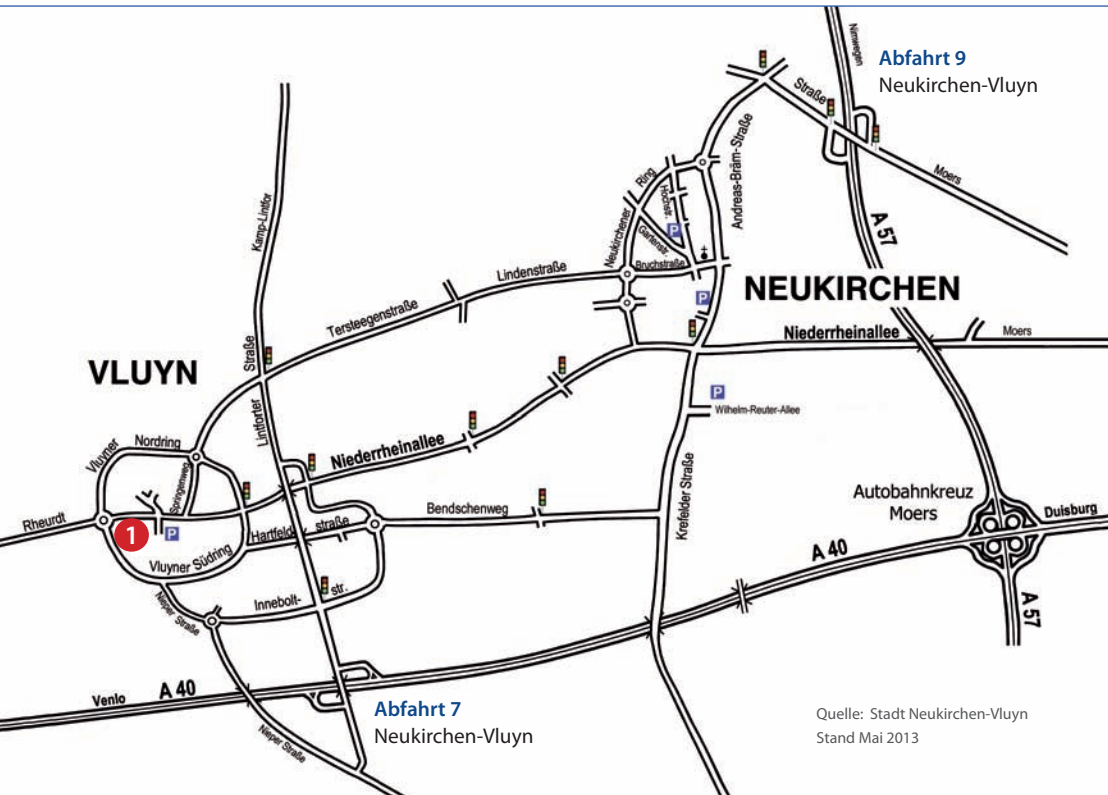 Nimwegen
Abfahrt 9
Neukirchen-Vluyn
Straße
Moers
Andreas-Bräm-Straße
Ring
Hochstr.
P
Gartenstr.
Neukirchener
Bruchstraße
A 57
Kamp-Lintfor
Lindenstraße
Tersteegenstraße
NEUKIRCHEN
P
Niederrheinallee
Moers
VLUYN
Straße
Lintforter
P
Wilhelm-Reuter-Allee
Vluyner
Nordring
Springenweg
Niederrheinallee
Krefelder Straße
Autobahnkreuz
Moers
Duisburg
Rheurdt
1
P
Hartfeld
straße
Bendschenweg
Vluyner Südring
A 40
Nieper Straße
Innebolt-
str.
A 57
Venlo
A 40
Abfahrt 7
Neukirchen-Vluyn
Nieper Straße
Quelle: Stadt Neukirchen-Vluyn
Stand Mai 2013